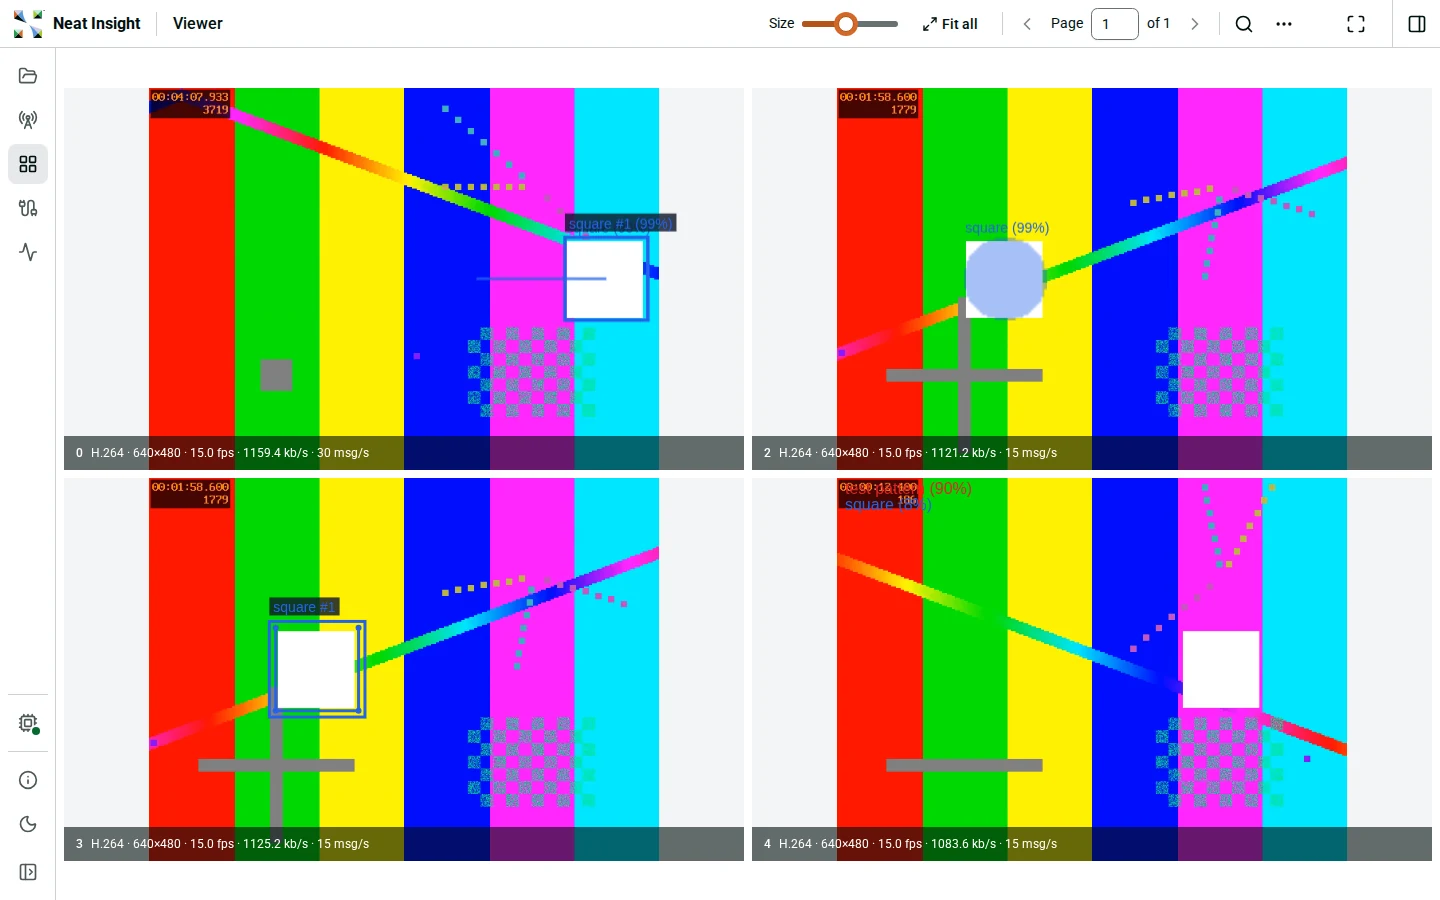 Neat Insight
Viewer
Size
Fit all
Page 1 of 1
00:04:07.933
3719
square #1 (99%)
0 H.264 · 640×480 · 15.0 fps · 1159.4 kb/s · 30 msg/s
00:01:58.600
1779
square (99%)
2 H.264 · 640×480 · 15.0 fps · 1121.2 kb/s · 15 msg/s
00:01:58.600
1779
square #1
3 H.264 · 640×480 · 15.0 fps · 1125.2 kb/s · 15 msg/s
test pattern (90%)
186
square
4 H.264 · 640×480 · 15.0 fps · 1083.6 kb/s · 15 msg/s